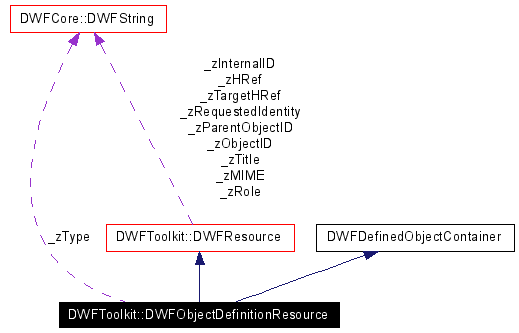 DWFCore::DWFString
_zInternalID
_zHRef
_zTargetHRef
_zRequestedIdentity
_zParentObjectID
_zObjectID
_zTitle
_zMIME
_zRole
_zType
DWFToolkit::DWFResource
DWFDefinedObjectContainer
DWFToolkit::DWFObjectDefinitionResource